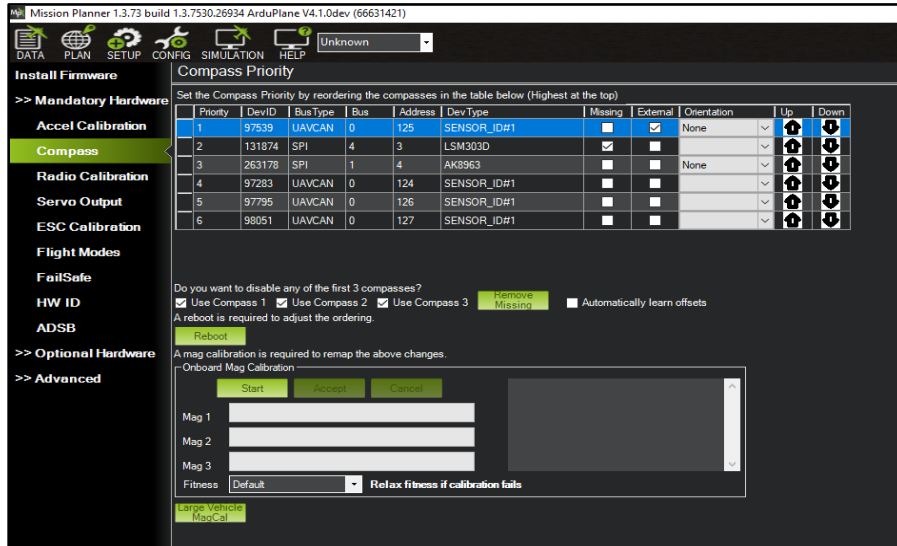 Mission Planner 1.3.73 build 1.3.7530.26934 ArduPlane V4.1.0dev (66631421)
DATA PLAN SETUP CONFIG SIMULATION HELP Unknown
Install Firmware
>> Mandatory Hardware
Accel Calibration
Compass
Radio Calibration
Servo Output
ESC Calibration
Flight Modes
FailSafe
HW ID
ADSB
>> Optional Hardware
>> Advanced
Compass Priority
Set the Compass Priority by reordering the compasses in the table below (Highest at the top)
Priority DevID BusType Bus Address DevType Missing External Orientation Up Down
1 97539 UAVCAN 0 125 SENSOR_ID#1 None
2 131874 SPI 4 3 LSM303D
3 263178 SPI 1 4 AK8963 None
4 97283 UAVCAN 0 124 SENSOR_ID#1
5 97795 UAVCAN 0 126 SENSOR_ID#1
6 98051 UAVCAN 0 127 SENSOR_ID#1
Do you want to disable any of the first 3 compasses?
Use Compass 1 Use Compass 2 Use Compass 3 Remove Missing Automatically learn offsets
A reboot is required to adjust the ordering.
Reboot
A mag calibration is required to remap the above changes.
Onboard Mag Calibration
Start Accept Cancel
Mag 1
Mag 2
Mag 3
Fitness Default Relax fitness if calibration fails
Large Vehicle
MagCal